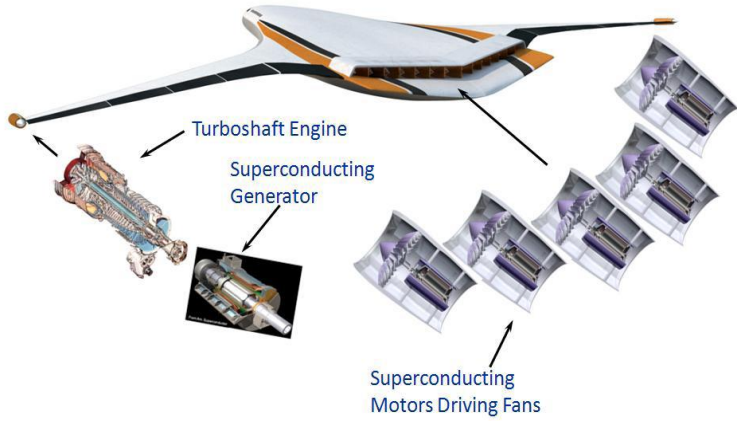 Turboshaft Engine
Superconducting
Generator
Superconducting
Motors Driving Fans